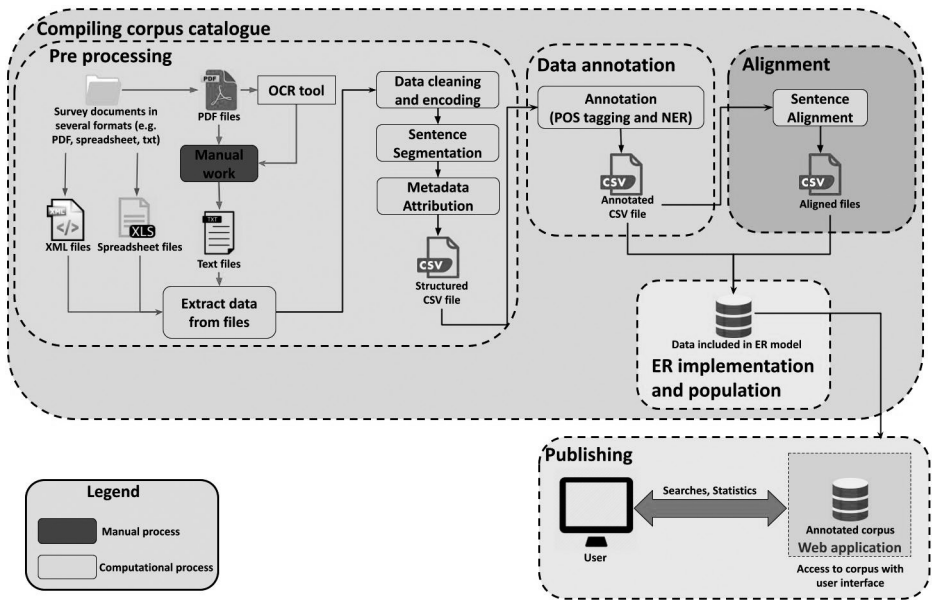 Compiling corpus catalogue
Pre processing
PDF
PDF files
OCR tool
Survey documents in
several formats (e.g.
PDF, spreadsheet, txt)
Manual
work
XML files
XLS
Spreadsheet files
TXT
Text files
Extract data
from files
Data cleaning
and encoding
Sentence
Segmentation
Metadata
Attribution
CSV
Structured
CSV file
Data annotation
Annotation
(POS tagging and NER)
CSV
Annotated
CSV file
Alignment
Sentence
Alignment
CSV
Aligned files
Data included in ER model
ER implementation
and population
Publishing
User
Searches, Statistics
Annotated corpus
Web application
Access to corpus with
user interface
Legend
Manual process
Computational process